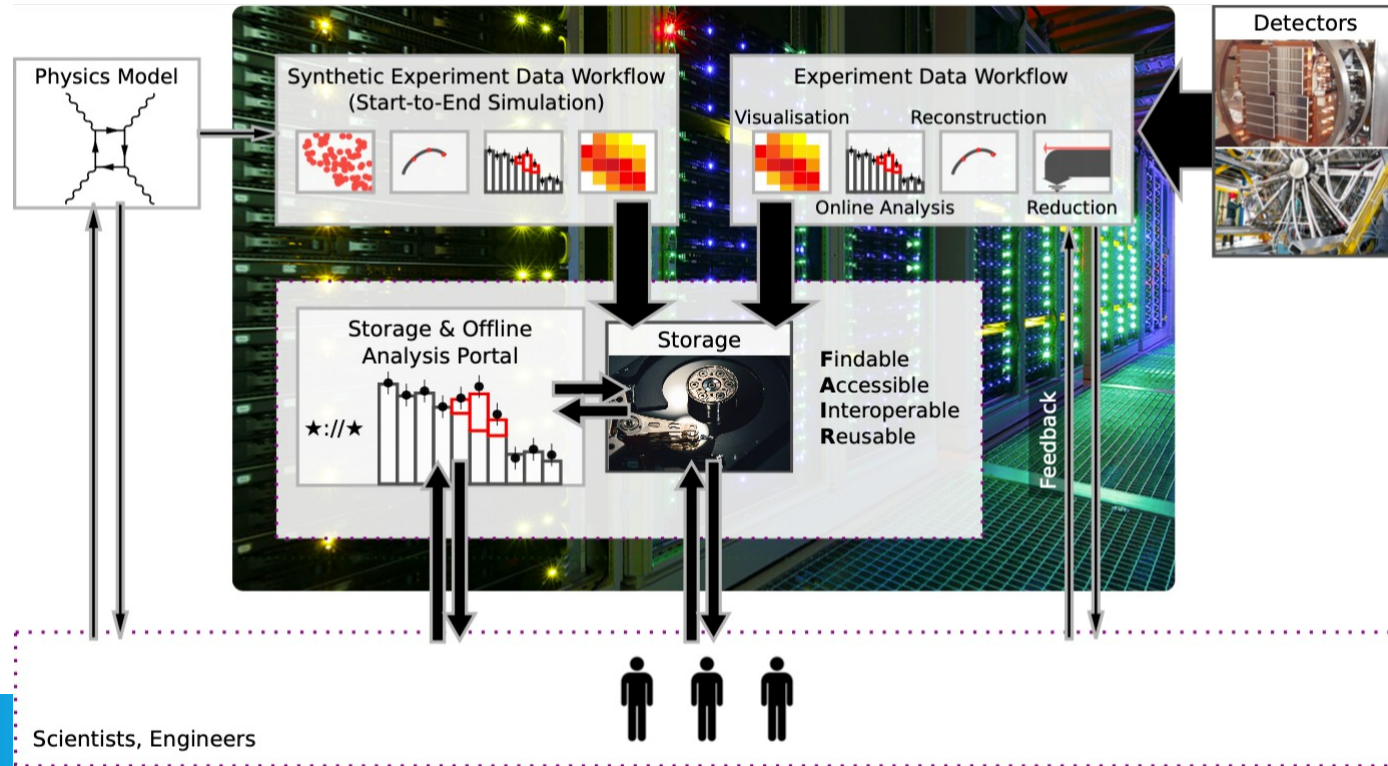 Physics Model
Synthetic Experiment Data Workflow
(Start-to-End Simulation)
Experiment Data Workflow
Visualisation
Reconstruction
Online Analysis
Reduction
Detectors
Storage & Offline
Analysis Portal
★://★
Storage
Findable
Accessible
Interoperable
Reusable
Feedback
Scientists, Engineers